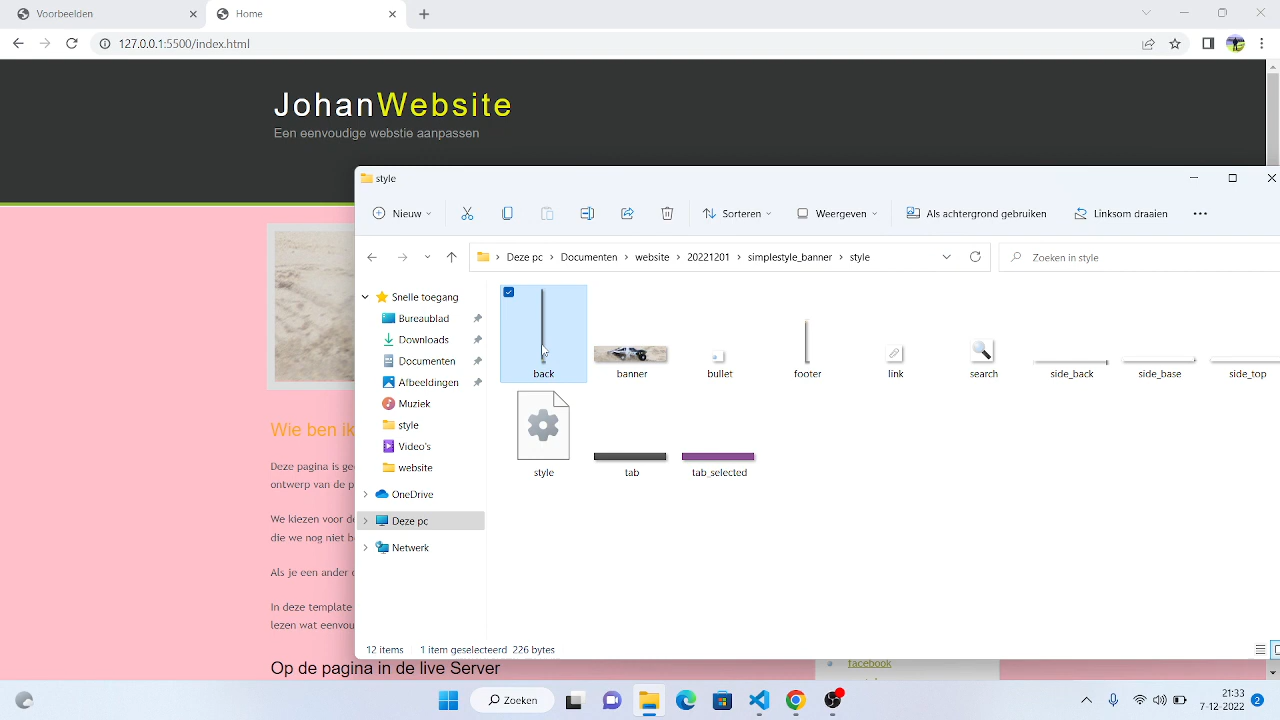 Voorbeelden
Home
127.0.0.1:5500/index.html
JohanWebsite
Een eenvoudige webstie aanpassen
style
Nieuw
Sorteren
Weergeven
Als achtergrond gebruiken
Linksom draaien
Deze pc > Documenten > website > 20221201 > simplestyle_banner > style
Zoeken in style
Snelle toegang
Bureaublad
Downloads
Documenten
Afbeeldingen
Muziek
style
Video's
website
OneDrive
Deze pc
Netwerk
back
banner
bullet
footer
link
search
side_back
side_base
side_top
style
tab
tab_selected
12 items
1 item geselecteerd 226 bytes
Wie ben ik
Deze pagina is ge
ontwerp van de p
We kiezen voor d
die we nog niet b
Als je een ander
In deze template
lezen wat eenvou
Op de pagina in de live Server
facebook
Zoeken
21:33
7-12-2022
2